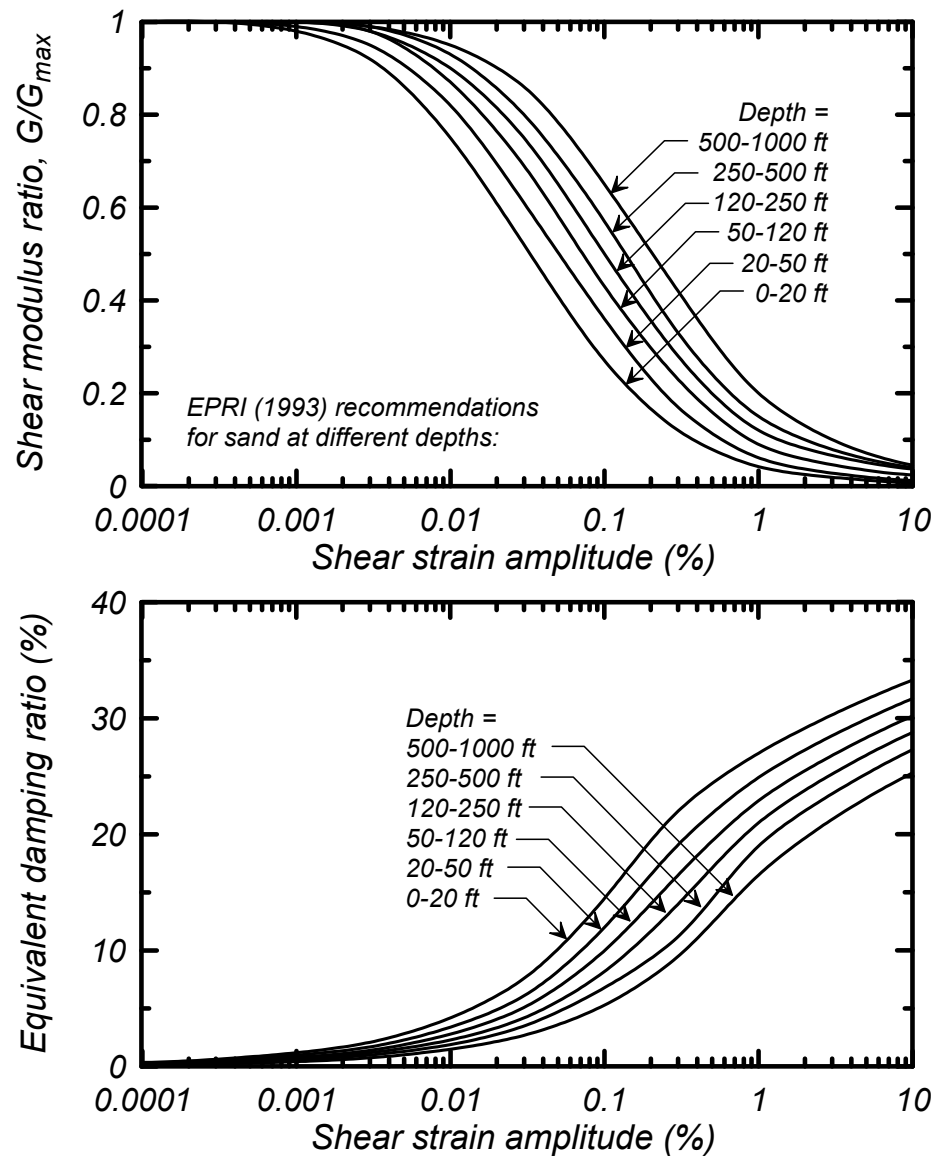 1
0.8
0.6
0.4
0.2
0
Shear modulus ratio, G/Gmax
Depth =
500-1000 ft
250-500 ft
120-250 ft
50-120 ft
20-50 ft
0-20 ft
EPRI (1993) recommendations
for sand at different depths:
0.0001 0.001 0.01 0.1 1 10
Shear strain amplitude (%)
40
30
20
10
0
Equivalent damping ratio (%)
Depth =
500-1000 ft
250-500 ft
120-250 ft
50-120 ft
20-50 ft
0-20 ft
0.0001 0.001 0.01 0.1 1 10
Shear strain amplitude (%)